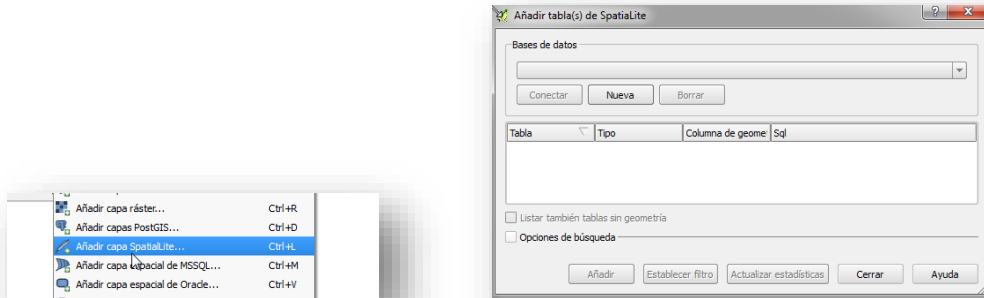 Añadir capa ráster... Ctrl+R
Añadir capas PostGIS... Ctrl+D
Añadir capa SpatiaLite... Ctrl+L
Añadir capa espacial de MSSQL... Ctrl+M
Añadir capa espacial de Oracle... Ctrl+V
Añadir tabla(s) de SpatiaLite
Bases de datos
Conectar Nueva Borrar
Tabla Tipo Columna de geome Sql
Listar también tablas sin geometría
Opciones de búsqueda
Añadir Establecer filtro Actualizar estadísticas Cerrar Ayuda